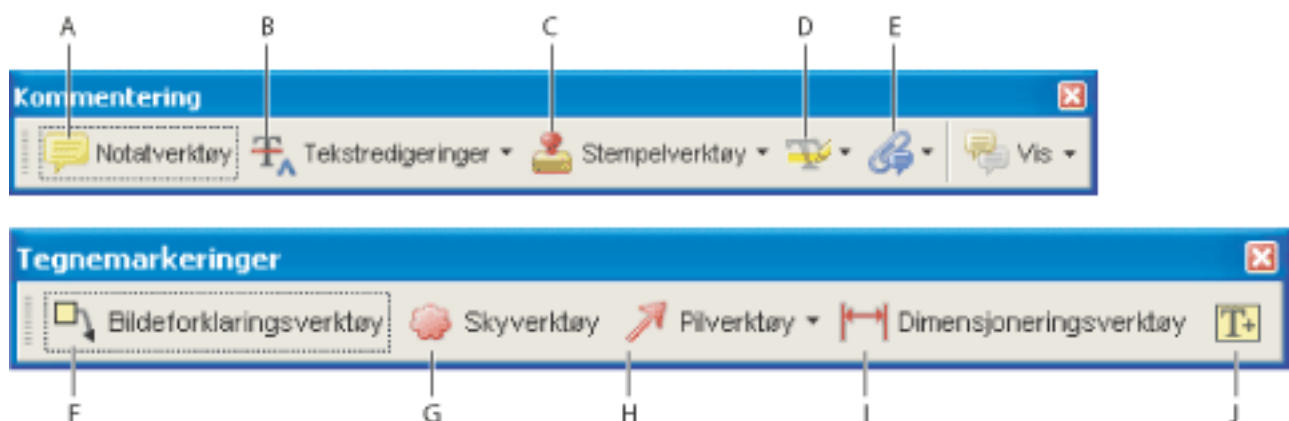 A B C D E
Kommentering
Notatverktøy Tekstredigeringer Stempelverktøy Vis
Tegnemarkeringer
Bildeforklaringsverktøy Skyverktøy Pilverktøy Dimensjoneringsverktøy T+
F G H I J